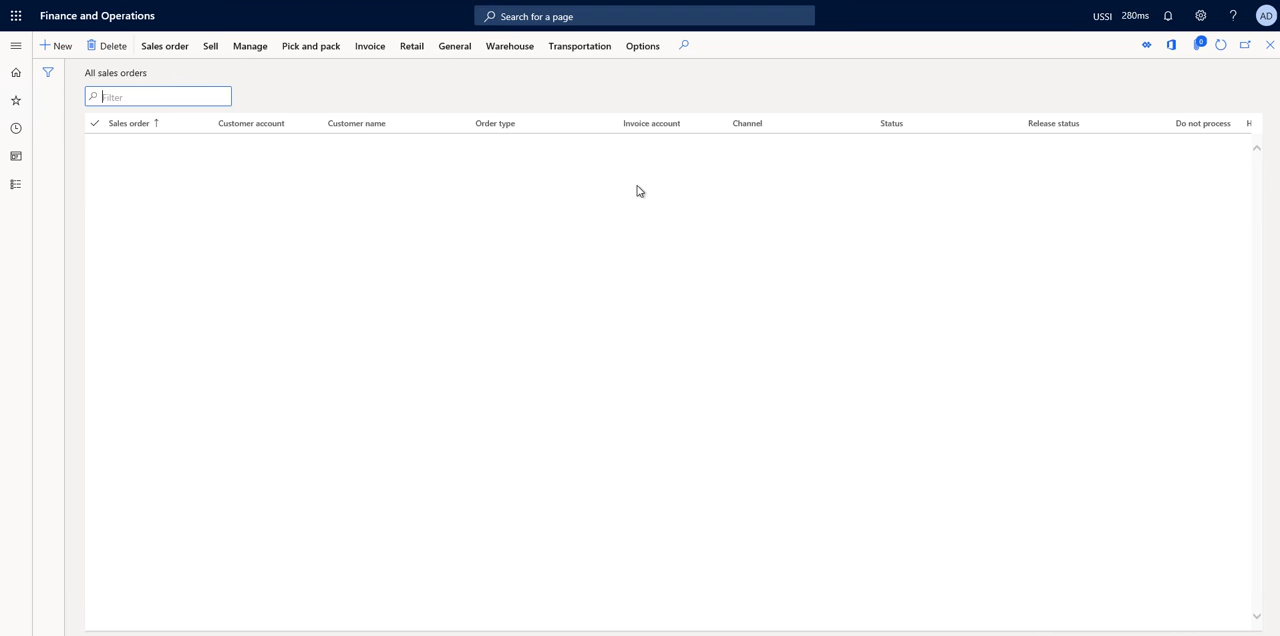 Finance and Operations
Search for a page
USSI
280ms
?
AD
New
Delete
Sales order
Sell
Manage
Pick and pack
Invoice
Retail
General
Warehouse
Transportation
Options
0
All sales orders
Filter
Sales order
Customer account
Customer name
Order type
Invoice account
Channel
Status
Release status
Do not process
H